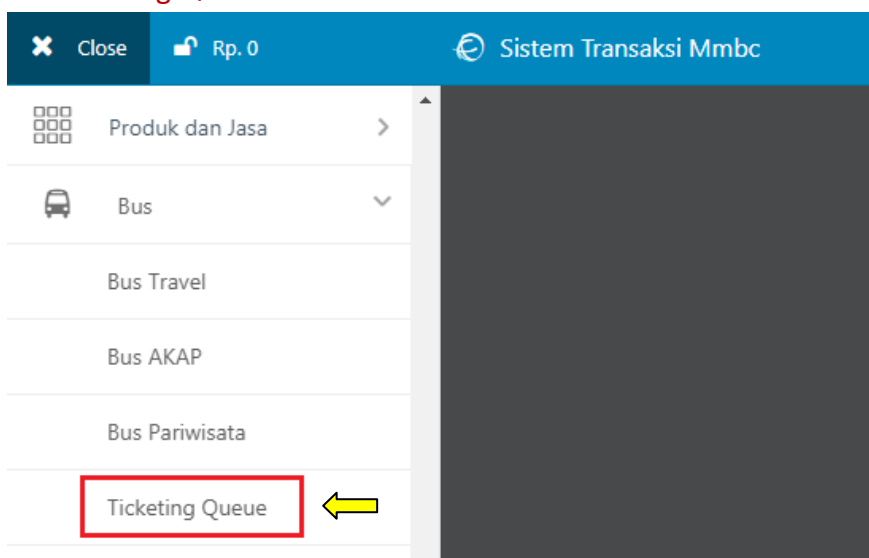 Close Rp. 0 Sistem Transaksi Mmbc
Produk dan Jasa
Bus
Bus Travel
Bus AKAP
Bus Pariwisata
Ticketing Queue